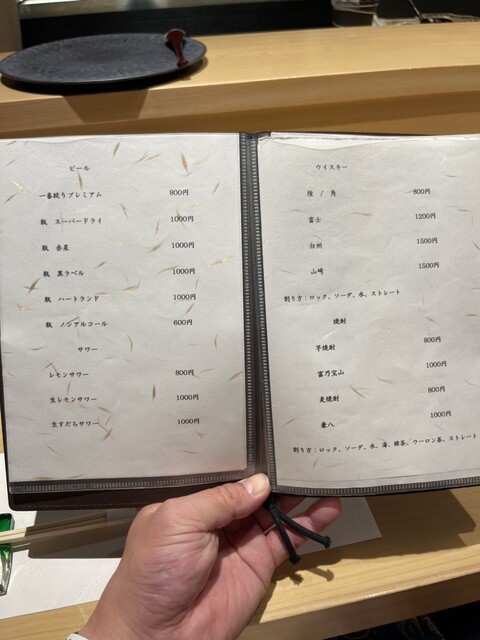 ビール
一番搾りプレミアム 800円
瓶 スーパードライ 1000円
瓶 赤星 1000円
瓶 黒ラベル 1000円
瓶 ハートランド 1000円
瓶 ノンアルコール 600円
サワー
レモンサワー 800円
生レモンサワー 1000円
生すだちサワー 1000円
ウイスキー
陸 / 角 800円
富士 1200円
白州 1500円
山崎 1500円
割り方:ロック、ソーダ、水、ストレート
焼酎
芋焼酎 800円
富乃宝山 1000円
麦焼酎 800円
兼八 1000円
割り方:ロック、ソーダ、水、湯、緑茶、ウーロン茶、ストレート